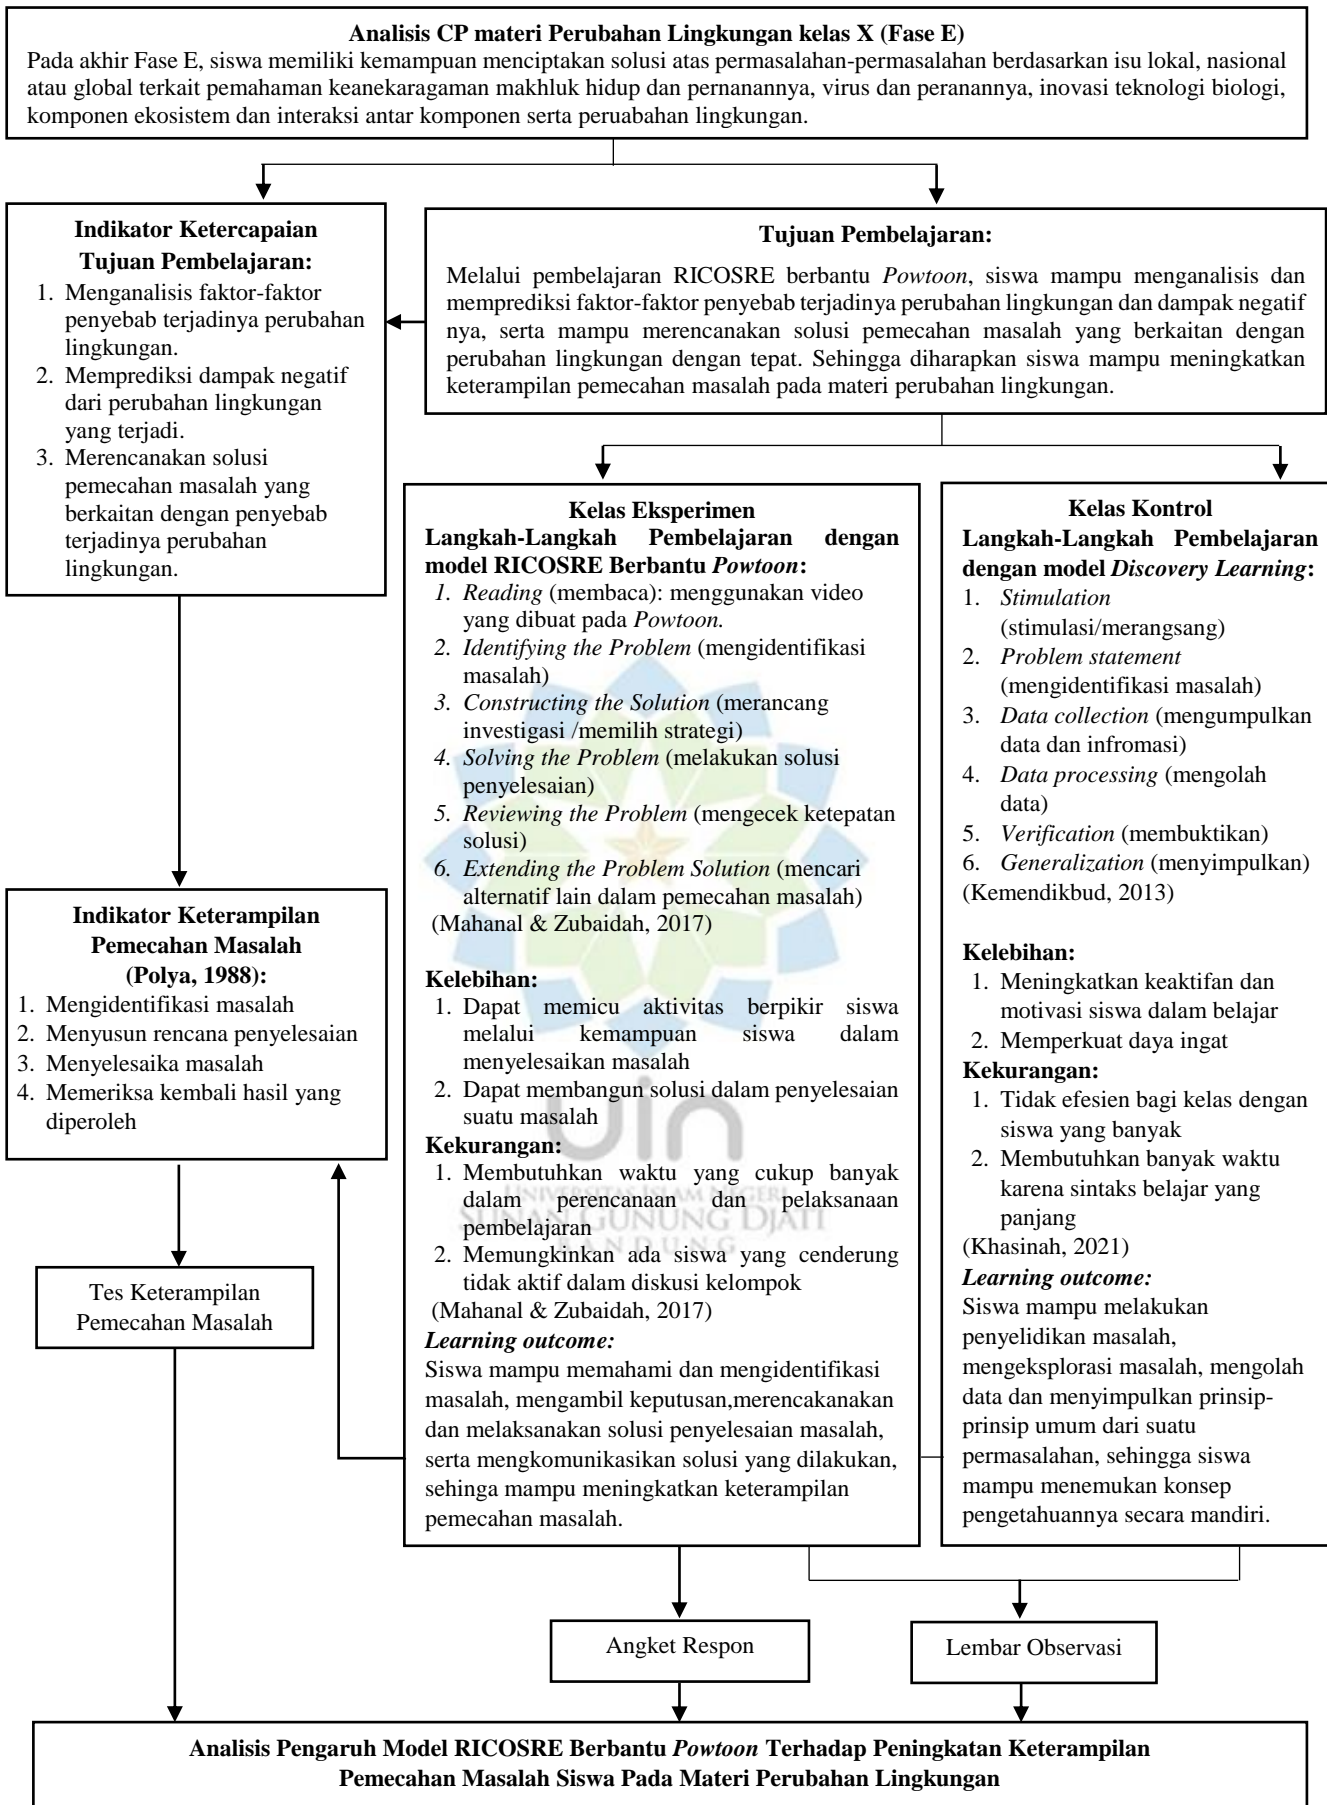 Analisis CP materi Perubahan Lingkungan kelas X (Fase E)
Pada akhir Fase E, siswa memiliki kemampuan menciptakan solusi atas permasalahan-permasalahan berdasarkan isu lokal, nasional
atau global terkait pemahaman keanekaragaman makhluk hidup dan pernanannya, virus dan peranannya, inovasi teknologi biologi,
komponen ekosistem dan interaksi antar komponen serta peruabahan lingkungan.
Indikator Ketercapaian
Tujuan Pembelajaran:
1. Menganalisis faktor-faktor
penyebab terjadinya perubahan
lingkungan.
2. Memprediksi dampak negatif
dari perubahan lingkungan
yang terjadi.
3. Merencanakan solusi
pemecahan masalah yang
berkaitan dengan penyebab
terjadinya perubahan
lingkungan.
Tujuan Pembelajaran:
Melalui pembelajaran RICOSRE berbantu Powtoon, siswa mampu menganalisis dan
memprediksi faktor-faktor penyebab terjadinya perubahan lingkungan dan dampak negatif
nya, serta mampu merencanakan solusi pemecahan masalah yang berkaitan dengan
perubahan lingkungan dengan tepat. Sehingga diharapkan siswa mampu meningkatkan
keterampilan pemecahan masalah pada materi perubahan lingkungan.
Kelas Eksperimen
Langkah-Langkah Pembelajaran dengan
model RICOSRE Berbantu Powtoon:
1. Reading (membaca): menggunakan video
yang dibuat pada Powtoon.
2. Identifying the Problem (mengidentifikasi
masalah)
3. Constructing the Solution (merancang
investigasi /memilih strategi)
4. Solving the Problem (melakukan solusi
penyelesaian)
5. Reviewing the Problem (mengecek ketepatan
solusi)
6. Extending the Problem Solution (mencari
alternatif lain dalam pemecahan masalah)
(Mahanal & Zubaidah, 2017)
Kelebihan:
1. Dapat memicu aktivitas berpikir siswa
melalui kemampuan siswa dalam
menyelesaikan masalah
2. Dapat membangun solusi dalam penyelesaian
suatu masalah
Kekurangan:
1. Membutuhkan waktu yang cukup banyak
dalam perencanaan dan pelaksanaan
pembelajaran
2. Memungkinkan ada siswa yang cenderung
tidak aktif dalam diskusi kelompok
(Mahanal & Zubaidah, 2017)
Learning outcome:
Siswa mampu memahami dan mengidentifikasi
masalah, mengambil keputusan,merencakanakan
dan melaksanakan solusi penyelesaian masalah,
serta mengkomunikasikan solusi yang dilakukan,
sehinga mampu meningkatkan keterampilan
pemecahan masalah.
Kelas Kontrol
Langkah-Langkah Pembelajaran
dengan model Discovery Learning:
1. Stimulation
(stimulasi/merangsang)
2. Problem statement
(mengidentifikasi masalah)
3. Data collection (mengumpulkan
data dan infromasi)
4. Data processing (mengolah
data)
5. Verification (membuktikan)
6. Generalization (menyimpulkan)
(Kemendikbud, 2013)
Kelebihan:
1. Meningkatkan keaktifan dan
motivasi siswa dalam belajar
2. Memperkuat daya ingat
Kekurangan:
1. Tidak efesien bagi kelas dengan
siswa yang banyak
2. Membutuhkan banyak waktu
karena sintaks belajar yang
panjang
(Khasinah, 2021)
Learning outcome:
Siswa mampu melakukan
penyelidikan masalah,
mengeksplorasi masalah, mengolah
data dan menyimpulkan prinsip-
prinsip umum dari suatu
permasalahan, sehingga siswa
mampu menemukan konsep
pengetahuannya secara mandiri.
Indikator Keterampilan
Pemecahan Masalah
(Polya, 1988):
1. Mengidentifikasi masalah
2. Menyusun rencana penyelesaian
3. Menyelesaika masalah
4. Memeriksa kembali hasil yang
diperoleh
Tes Keterampilan
Pemecahan Masalah
uin
UNIVERSITAS ISLAM NEGERI
SUNAN GUNUNG DJATI
BANDUNG
Angket Respon
Lembar Observasi
Analisis Pengaruh Model RICOSRE Berbantu Powtoon Terhadap Peningkatan Keterampilan
Pemecahan Masalah Siswa Pada Materi Perubahan Lingkungan